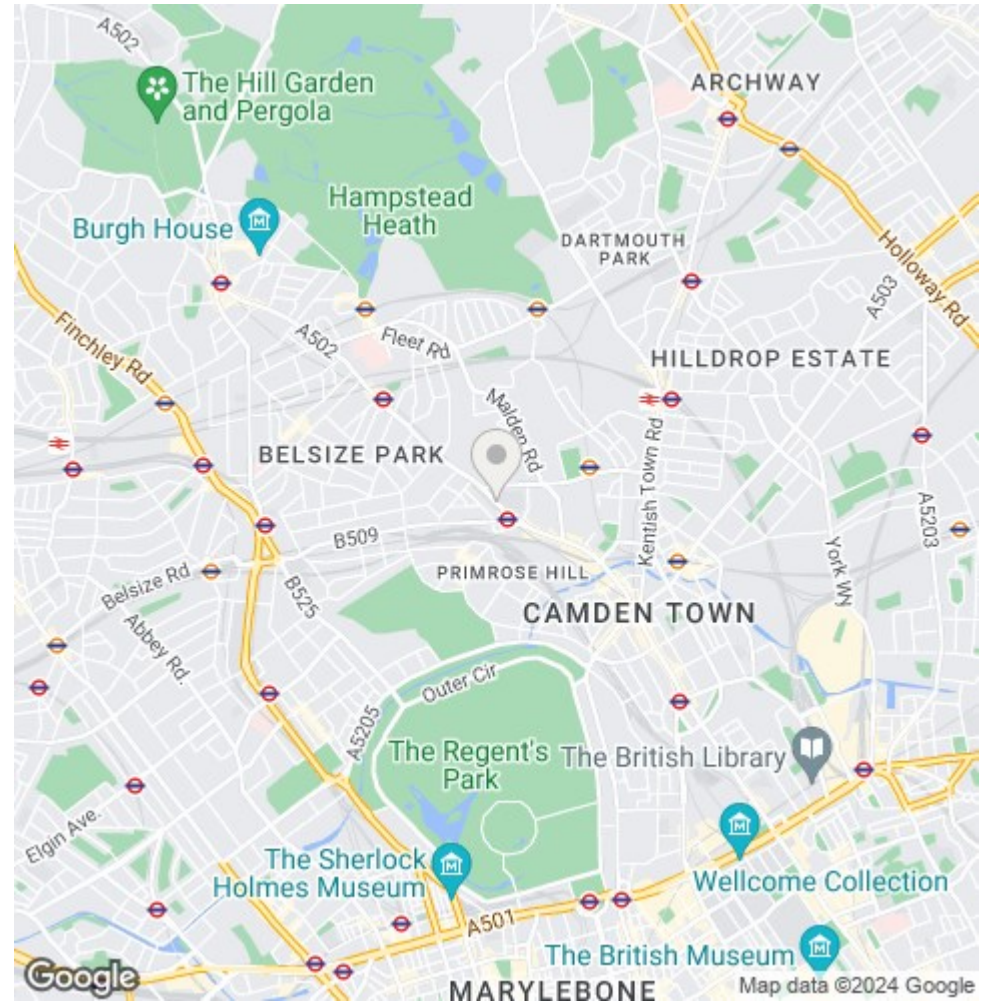 A502
The Hill Garden
and Pergola
ARCHWAY
Hampstead
Heath
Burgh House
DARTMOUTH
PARK
Holloway Rd
A503
A502
Fleet Rd
Finchley Rd
HILLDROP ESTATE
Malden Rd
BELSIZE PARK
Kentish Town Rd
A5203
B509
York Wy
PRIMROSE HILL
Belsize Rd
B525
CAMDEN TOWN
Abbey Rd.
Outer Cir
A5205
The Regent's
Park
The British Library
Elgin Ave.
The Sherlock
Holmes Museum
Wellcome Collection
A501
The British Museum
Google
MARYLEBONE
Map data ©2024 Google